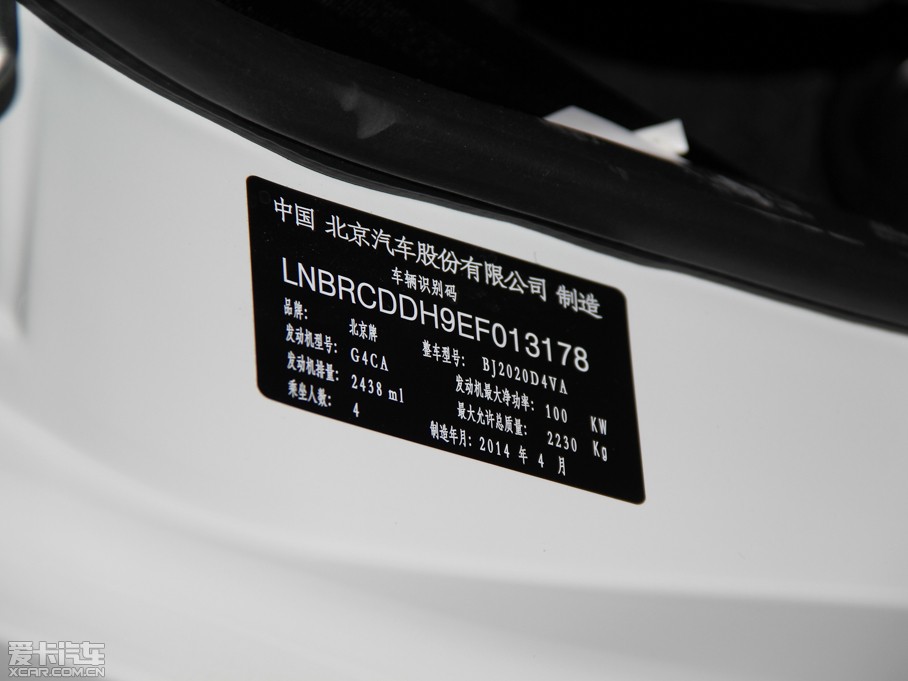 中国 北京汽车股份有限公司 制造
车辆识别码
LNBRCDDH9EF013178
品牌： 北京牌 整车型号： BJ2020D4VA
发动机型号： G4CA 发动机最大净功率： 100 KW
发动机排量： 2438 ml 最大允许总质量： 2230 Kg
乘坐人数： 4 制造年月： 2014 年 4 月
爱卡汽车
XCAR.COM.CN